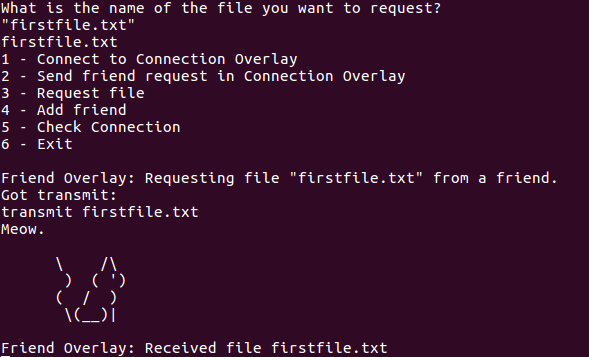 What is the name of the file you want to request?
"firstfile.txt"
firstfile.txt
1 - Connect to Connection Overlay
2 - Send friend request in Connection Overlay
3 - Request file
4 - Add friend
5 - Check Connection
6 - Exit

Friend Overlay: Requesting file "firstfile.txt" from a friend.
Got transmit:
transmit firstfile.txt
Meow.

      \    /\
       )  ( ')
      (  /  )
       \(__)|

Friend Overlay: Received file firstfile.txt